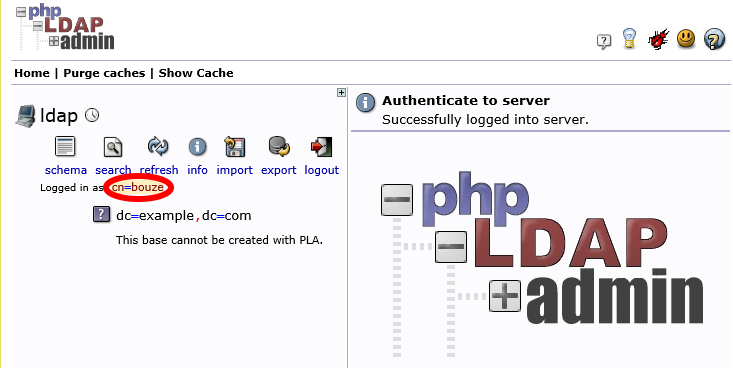 php
LDAP
admin
Home | Purge caches | Show Cache
ldap
schema search refresh info import export logout
Logged in as cn=bouze
dc=example,dc=com
This base cannot be created with PLA.
Authenticate to server
Successfully logged into server.
php
LDAP
admin